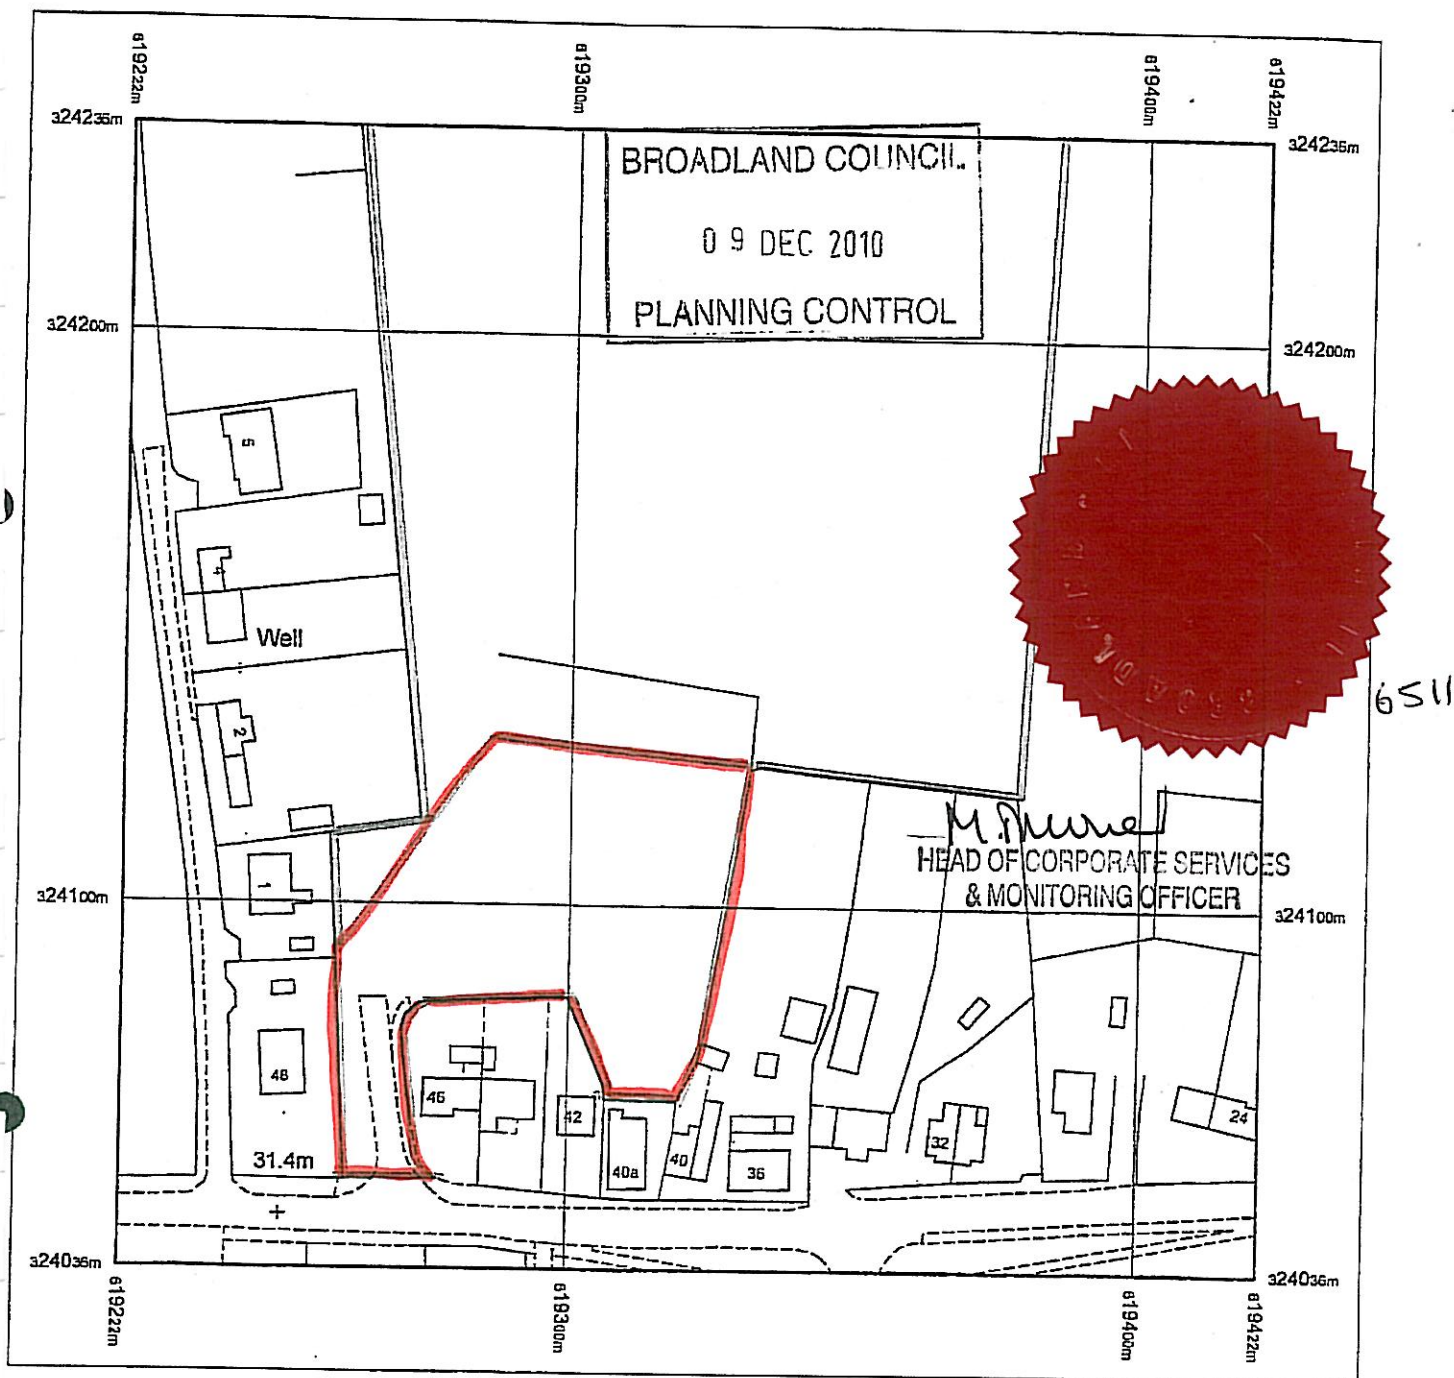 619222m
619300m
619400m
619422m
324236m
324236m
BROADLAND COUNCIL
09 DEC 2010
PLANNING CONTROL
324200m
324200m
5
4
Well
2
6511
HEAD OF CORPORATE SERVICES
& MONITORING OFFICER
1
324100m
324100m
48
46
42
40a
40
36
32
24
31.4m
324036m
324036m
619222m
619300m
619400m
619422m